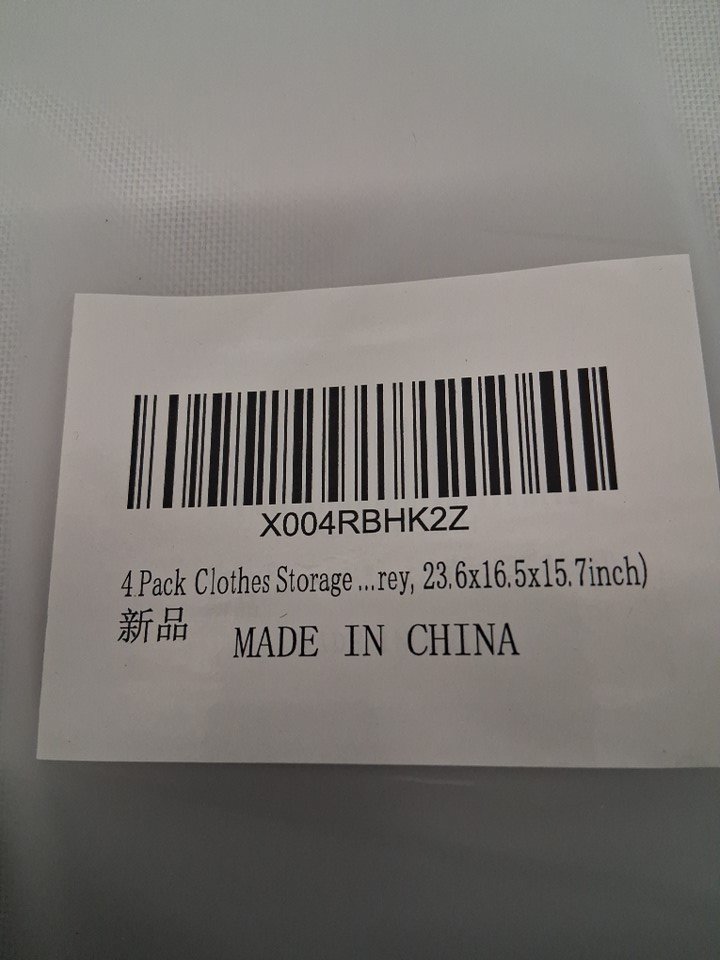 X004RBHK2Z
4 Pack Clothes Storage ...rey, 23.6x16.5x15.7inch)
新品 MADE IN CHINA